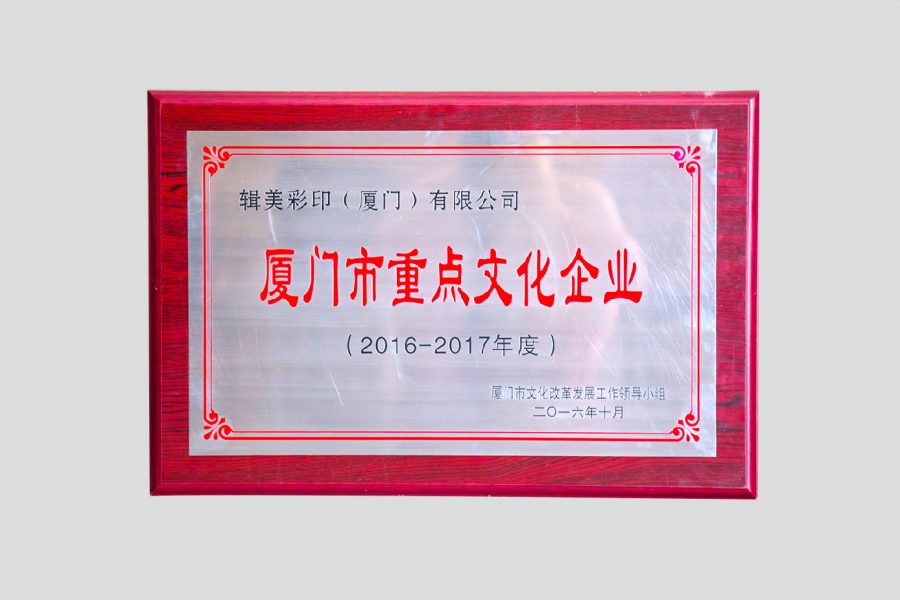 辑美彩印（厦门）有限公司
厦门市重点文化企业
（2016-2017年度）
厦门市文化改革发展工作领导小组
二〇一六年十月